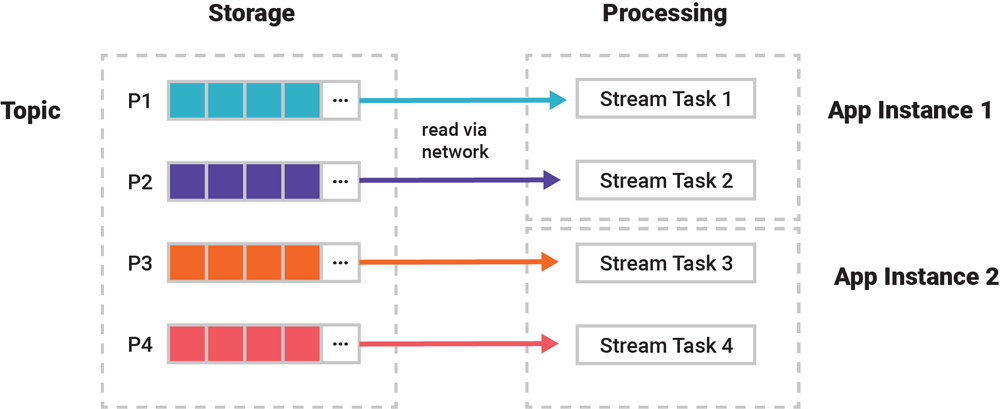 Storage
Processing
Topic
P1
...
Stream Task 1
App Instance 1
read via
network
P2
...
Stream Task 2
P3
...
Stream Task 3
App Instance 2
P4
...
Stream Task 4